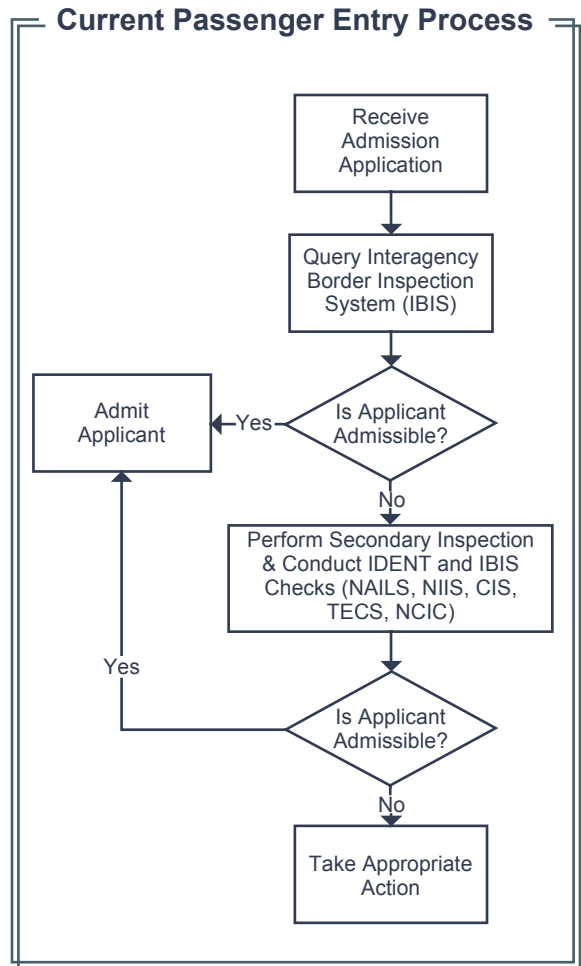 Current Passenger Entry Process
Receive
Admission
Application
Query Interagency
Border Inspection
System (IBIS)
Is Applicant
Admissible?
Yes
Admit
Applicant
No
Perform Secondary Inspection
& Conduct IDENT and IBIS
Checks (NAILS, NIIS, CIS,
TECS, NCIC)
Is Applicant
Admissible?
Yes
No
Take Appropriate
Action